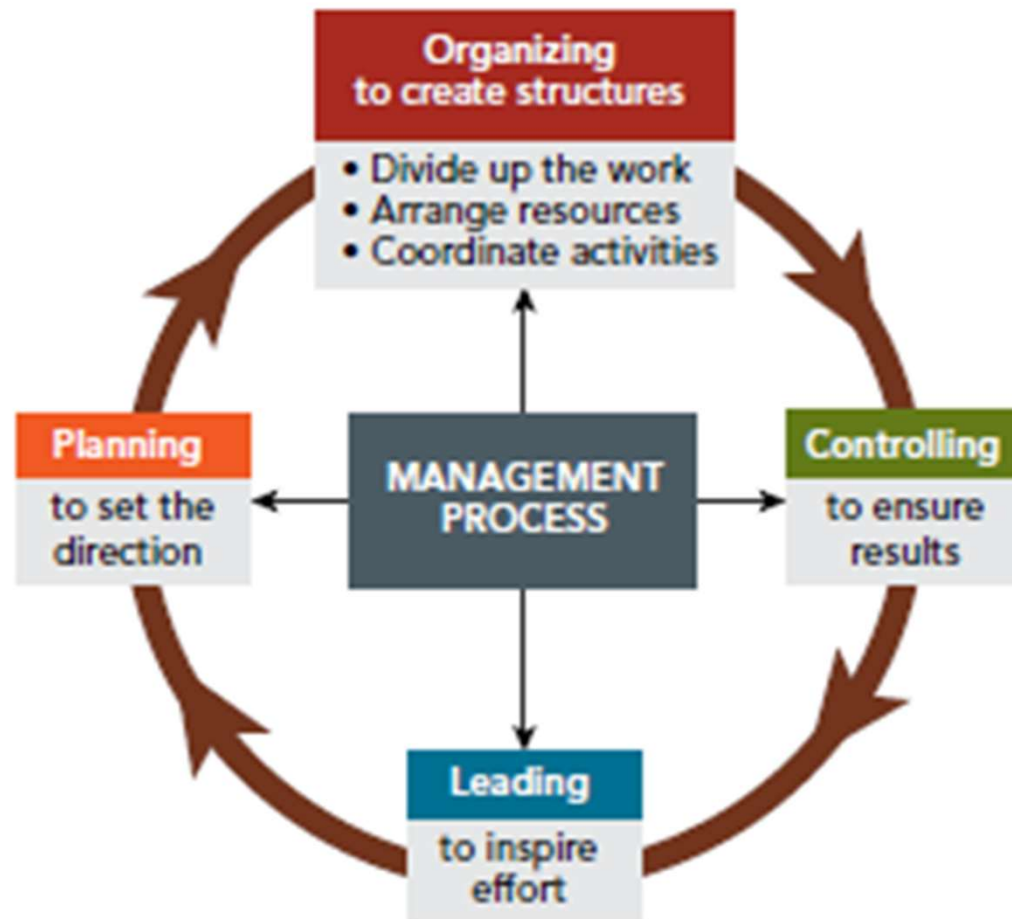 Organizing
to create structures
• Divide up the work
• Arrange resources
• Coordinate activities
Planning
to set the
direction
MANAGEMENT
PROCESS
Controlling
to ensure
results
Leading
to inspire
effort